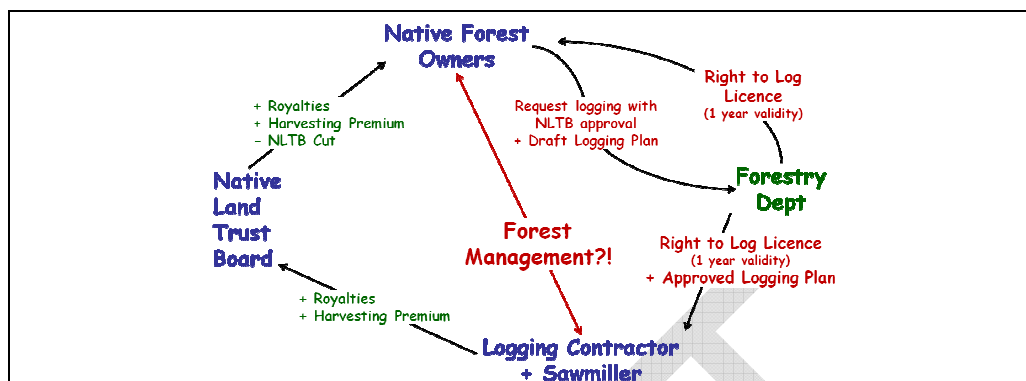 Native Forest
Owners
Right to Log
Licence
(1 year validity)
+ Royalties
+ Harvesting Premium
- NLTB Cut
Request logging with
NLTB approval
+ Draft Logging Plan
Native
Land
Trust
Board
Forestry
Dept
Forest
Management?!
Right to Log Licence
(1 year validity)
+ Approved Logging Plan
+ Royalties
+ Harvesting Premium
Logging Contractor
+ Sawmiller